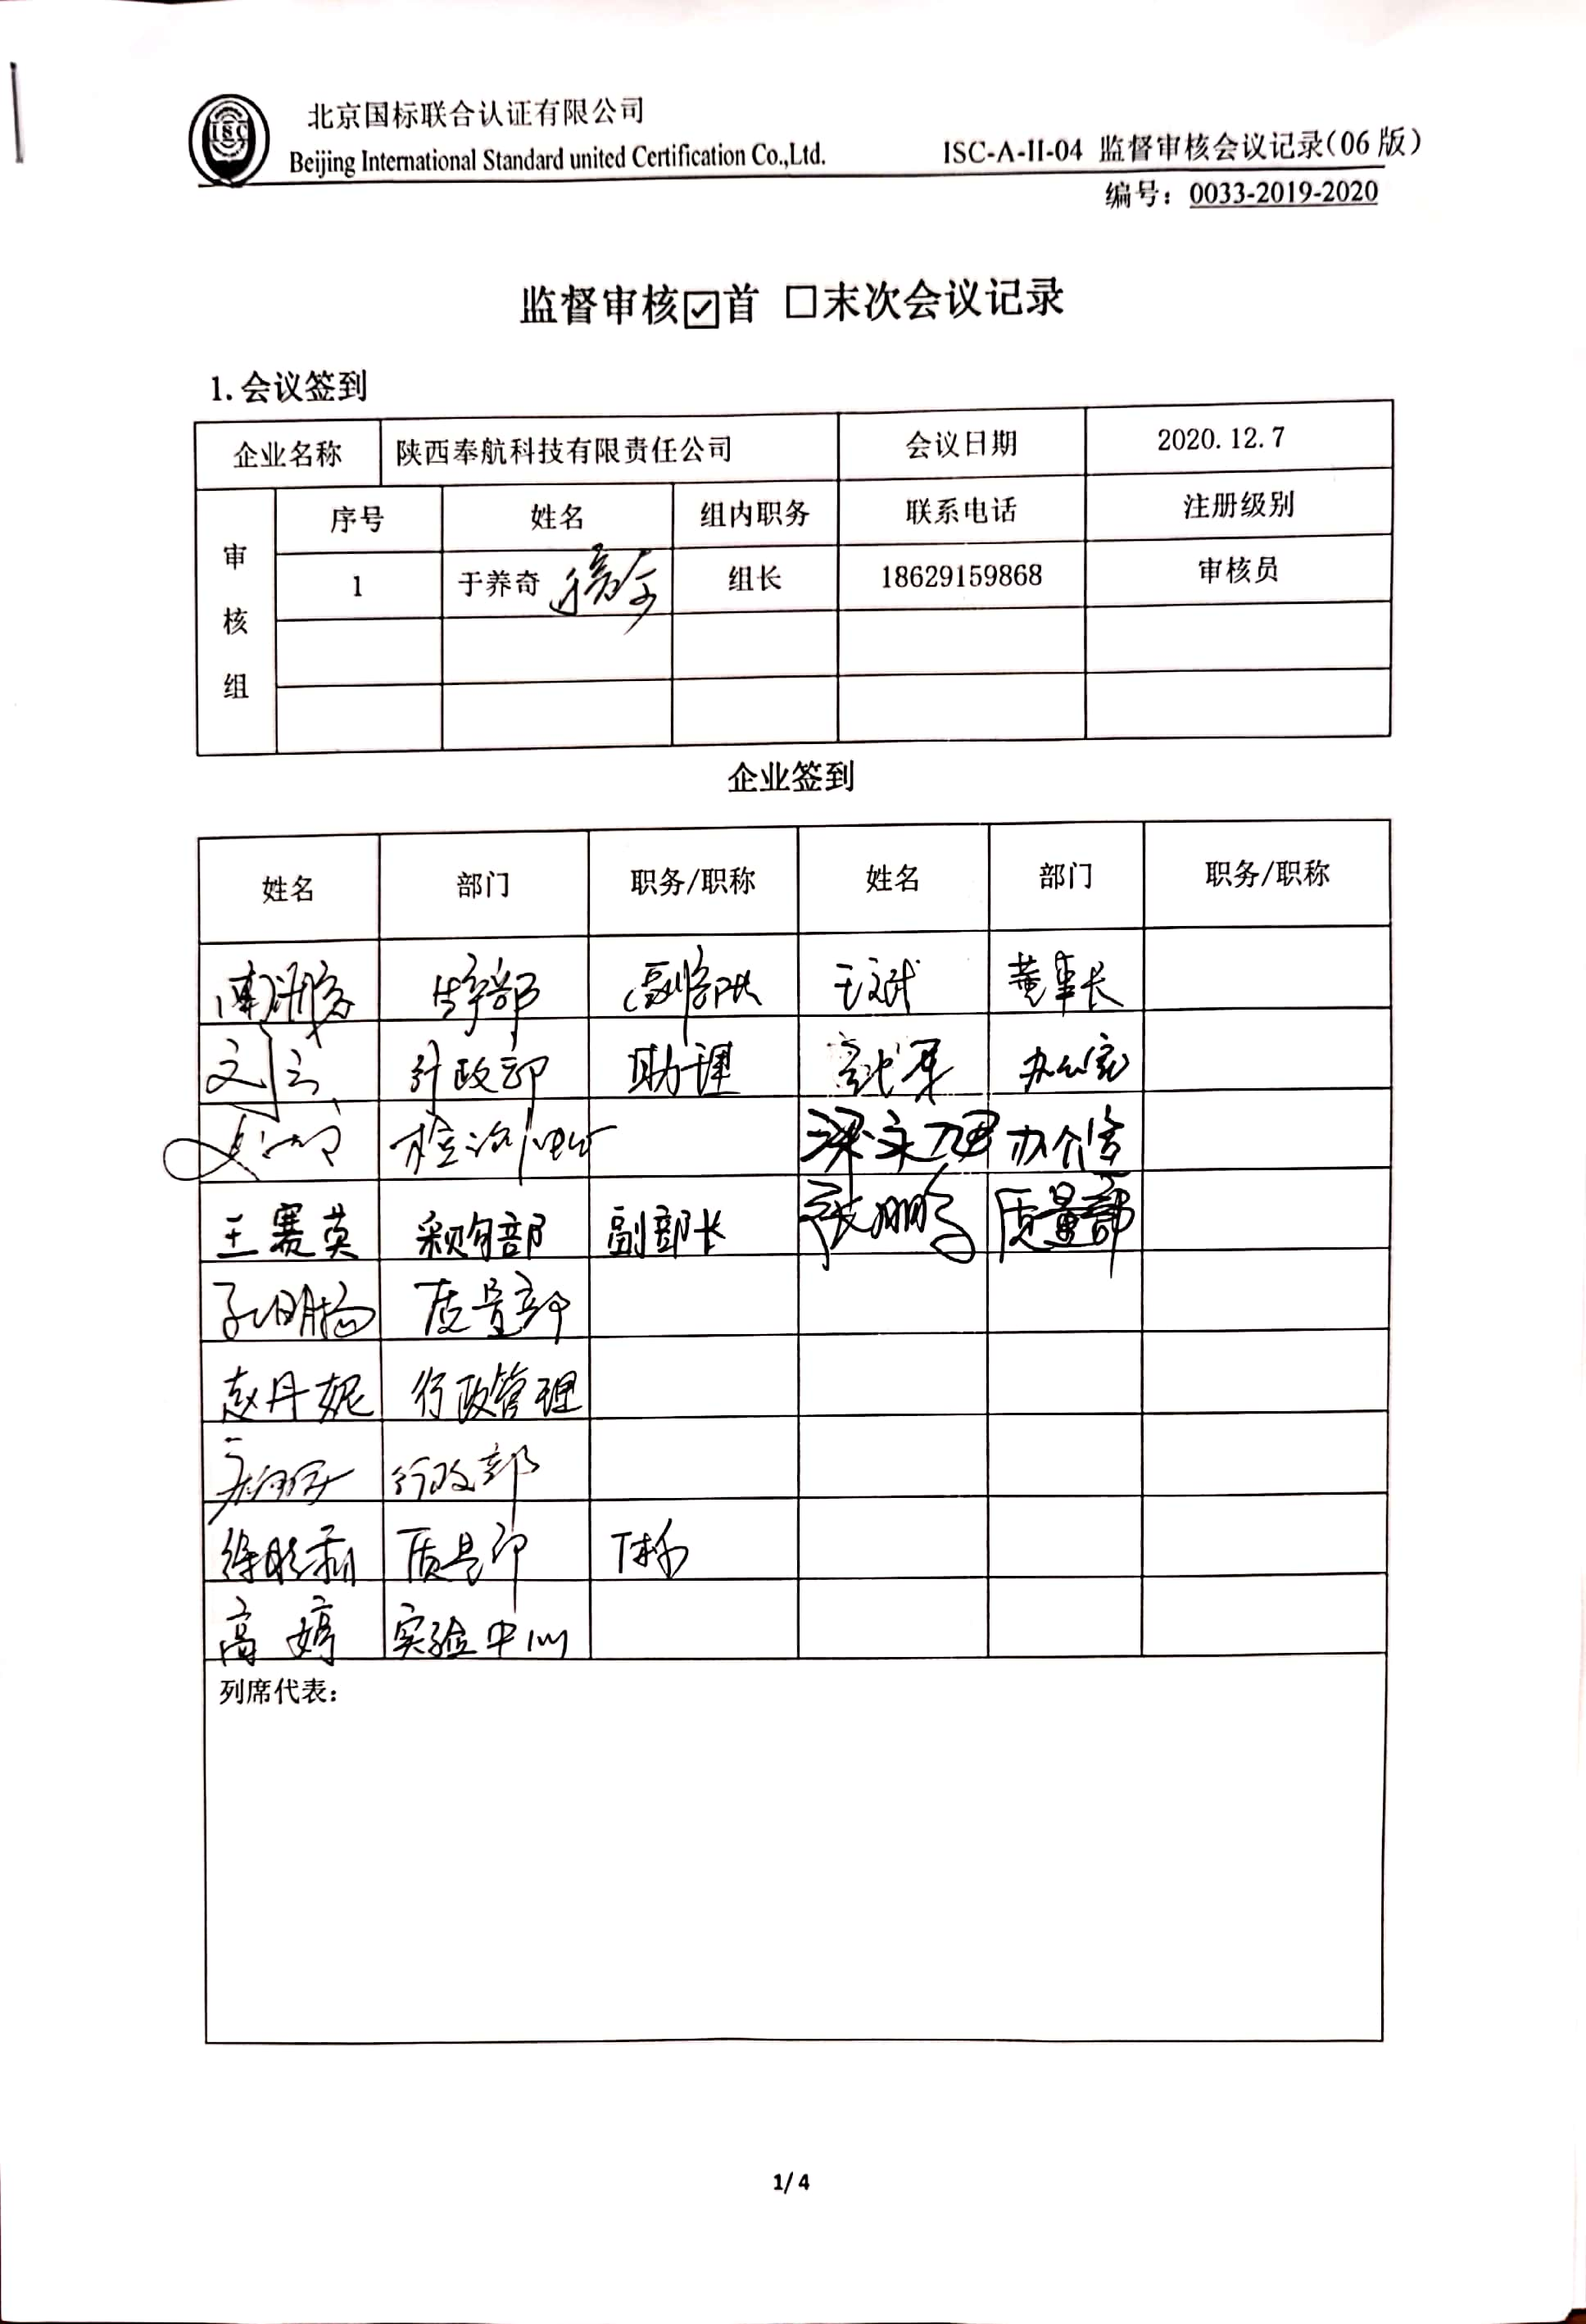 北京国标联合认证有限公司
Beijing International Standard united Certification Co.,Ltd.
ISC-A-II-04 监督审核会议记录(06版)
编号：0033-2019-2020
监督审核☑首 □末次会议记录
1.会议签到
企业名称 陕西奉航科技有限责任公司 会议日期 2020.12.7
审核组 序号 姓名 组内职务 联系电话 注册级别
1 于养奇 组长 18629159868 审核员
企业签到
姓名 部门 职务/职称 姓名 部门 职务/职称
王文斌 董事长
助理 办公室
梁文 办公室
王赛英 采购部 副部长 张鹏 质量部
质量部
赵丹妮 行政管理
行政部
质量部
高婷 实验中心
列席代表：
1/4